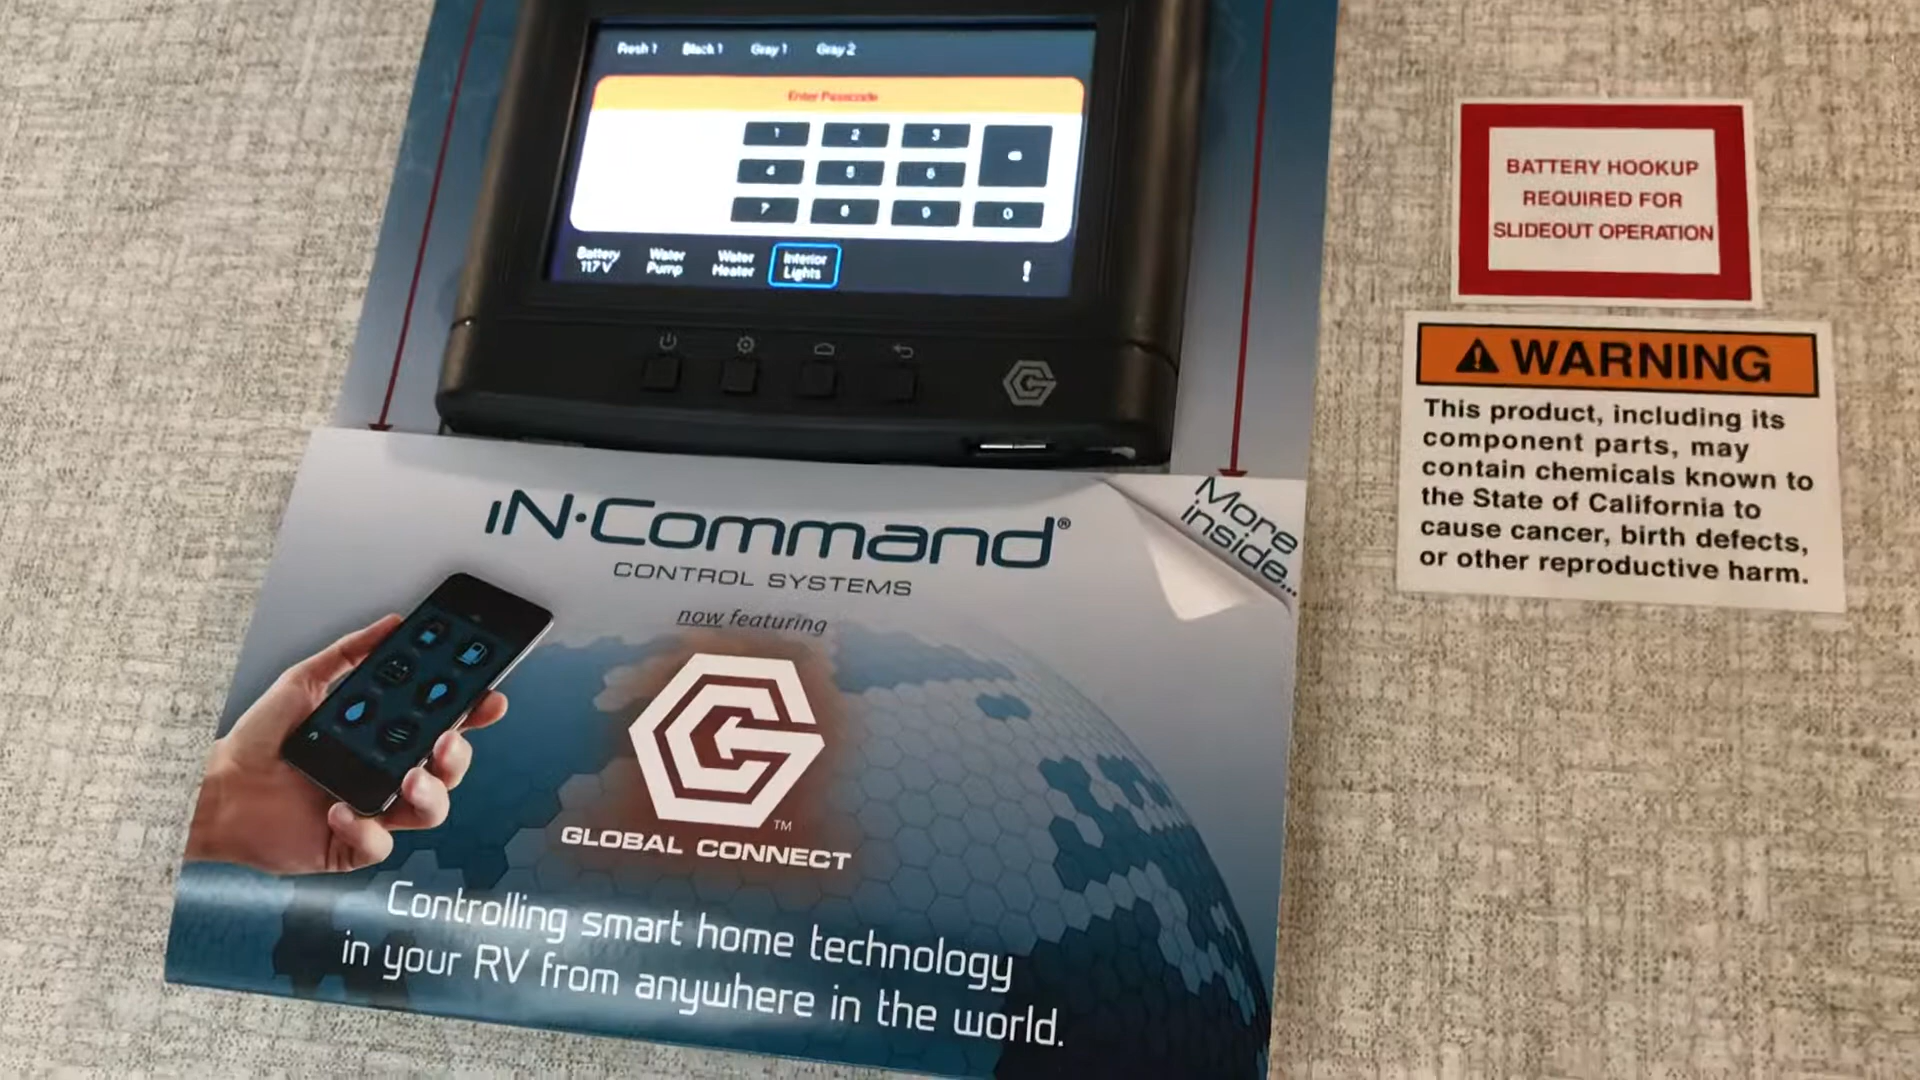 Fresh 1 Black 1 Gray 1 Gray 2
Enter Passcode
1 2 3
4 5 6
7 8 9 0
Battery
11.7 V
Water
Pump
Water
Heater
Interior
Lights
!
iN·Command®
CONTROL SYSTEMS
now featuring
More
inside...
GLOBAL CONNECT™
Controlling smart home technology
in your RV from anywhere in the world.
BATTERY HOOKUP
REQUIRED FOR
SLIDEOUT OPERATION
WARNING
This product, including its
component parts, may
contain chemicals known to
the State of California to
cause cancer, birth defects,
or other reproductive harm.